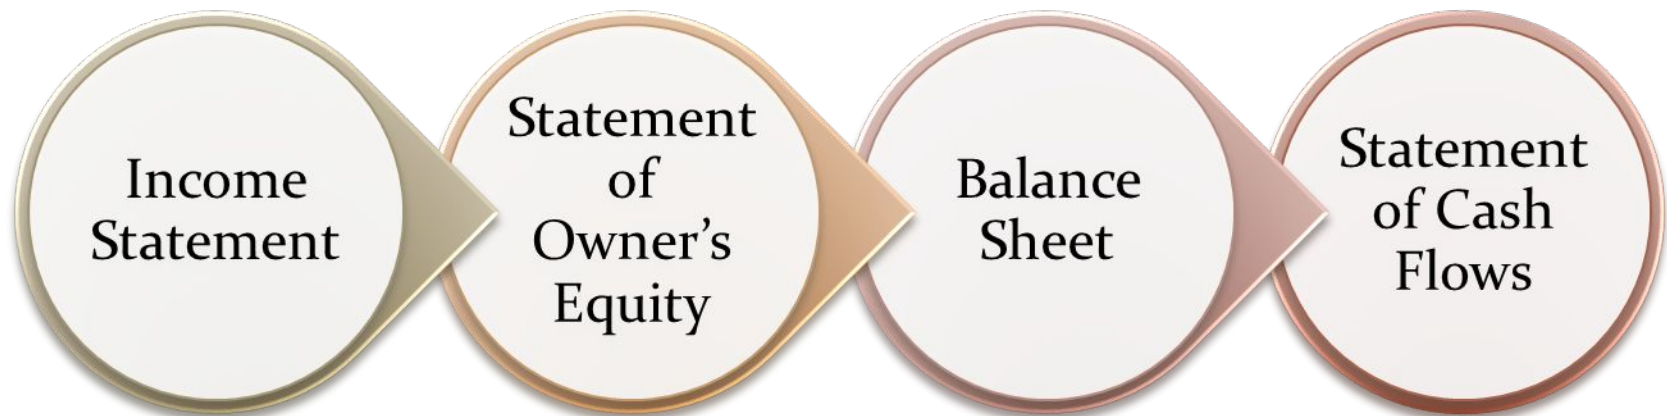 Income
Statement
Statement
of
Owner’s
Equity
Balance
Sheet
Statement
of Cash
Flows